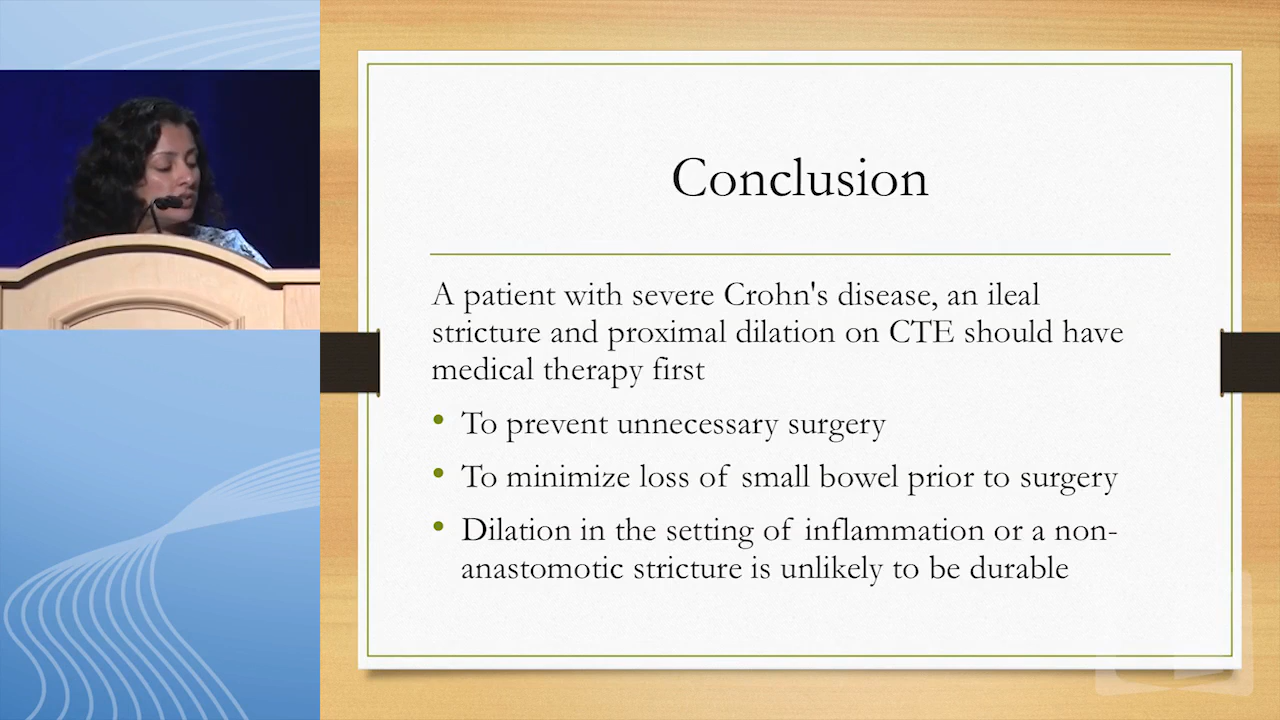 Conclusion
A patient with severe Crohn's disease, an ileal
stricture and proximal dilation on CTE should have
medical therapy first
• To prevent unnecessary surgery
• To minimize loss of small bowel prior to surgery
• Dilation in the setting of inflammation or a non-
anastomotic stricture is unlikely to be durable